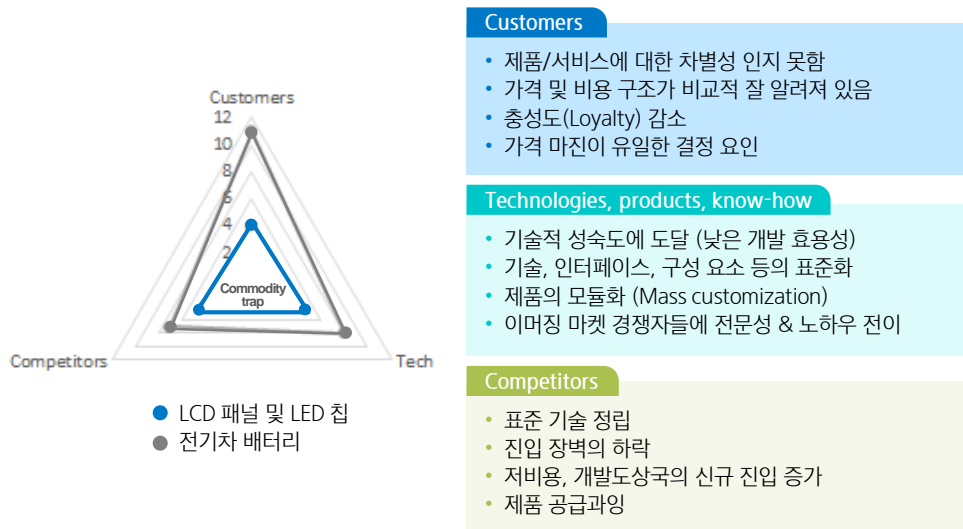 Customers
12
10
8
6
4
2
Commodity
trap
Competitors
Tech
LCD 패널 및 LED 칩
전기차 배터리
Customers
• 제품/서비스에 대한 차별성 인지 못함
• 가격 및 비용 구조가 비교적 잘 알려져 있음
• 충성도(Loyalty) 감소
• 가격 마진이 유일한 결정 요인
Technologies, products, know-how
• 기술적 성숙도에 도달 (낮은 개발 효용성)
• 기술, 인터페이스, 구성 요소 등의 표준화
• 제품의 모듈화 (Mass customization)
• 이머징 마켓 경쟁자들에 전문성 & 노하우 전이
Competitors
• 표준 기술 정립
• 진입 장벽의 하락
• 저비용, 개발도상국의 신규 진입 증가
• 제품 공급과잉